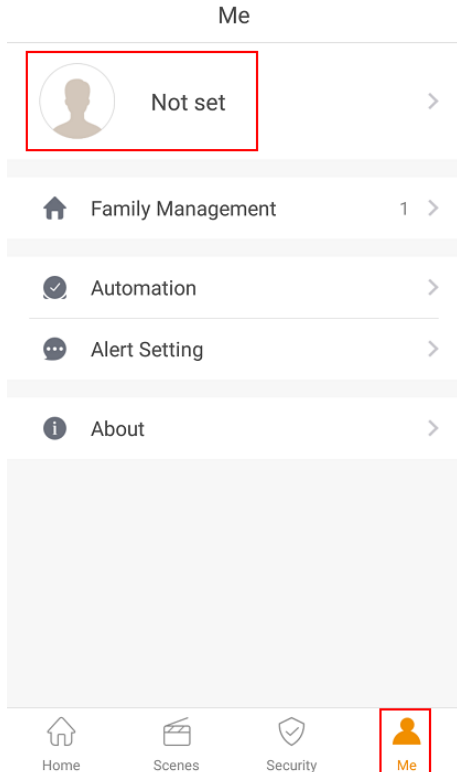 Me
Not set
Family Management 1
Automation
Alert Setting
About
Home Scenes Security Me